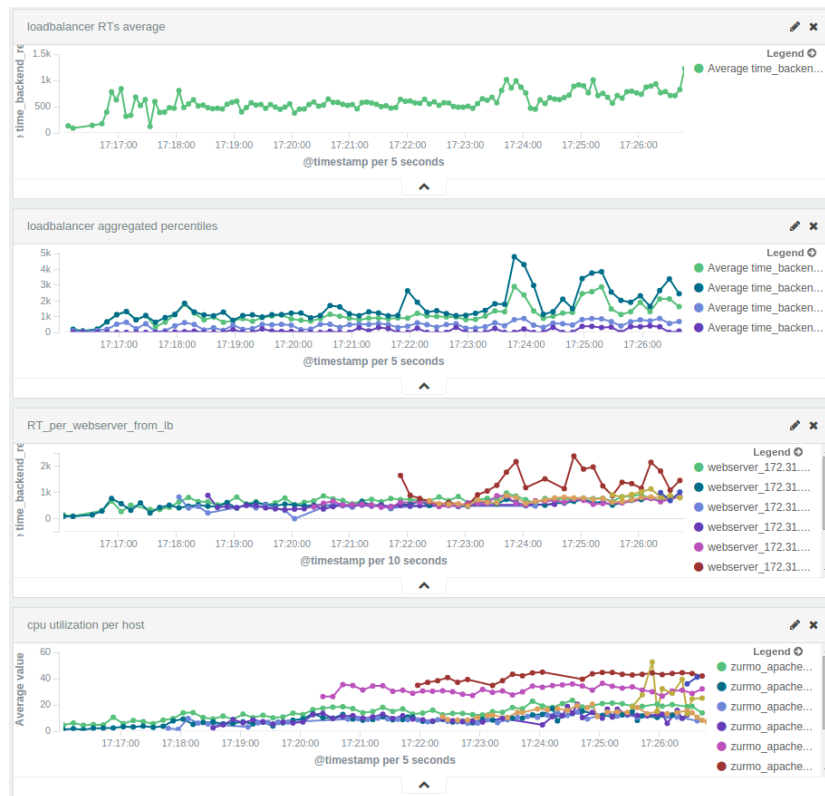 loadbalancer RTs average
time_backend_re
1.5k
1k
500
0
17:17:00 17:18:00 17:19:00 17:20:00 17:21:00 17:22:00 17:23:00 17:24:00 17:25:00 17:26:00
@timestamp per 5 seconds
Legend
Average time_backen...
loadbalancer aggregated percentiles
5k
4k
3k
2k
1k
0
17:17:00 17:18:00 17:19:00 17:20:00 17:21:00 17:22:00 17:23:00 17:24:00 17:25:00 17:26:00
@timestamp per 5 seconds
Legend
Average time_backen...
Average time_backen...
Average time_backen...
Average time_backen...
RT_per_webserver_from_lb
time_backend_re
2k
1k
0
17:17:00 17:18:00 17:19:00 17:20:00 17:21:00 17:22:00 17:23:00 17:24:00 17:25:00 17:26:00
@timestamp per 10 seconds
Legend
webserver_172.31....
webserver_172.31....
webserver_172.31....
webserver_172.31....
webserver_172.31....
webserver_172.31....
cpu utilization per host
Average value
60
40
20
0
17:17:00 17:18:00 17:19:00 17:20:00 17:21:00 17:22:00 17:23:00 17:24:00 17:25:00 17:26:00
@timestamp per 5 seconds
Legend
zurmo_apache...
zurmo_apache...
zurmo_apache...
zurmo_apache...
zurmo_apache...
zurmo_apache...